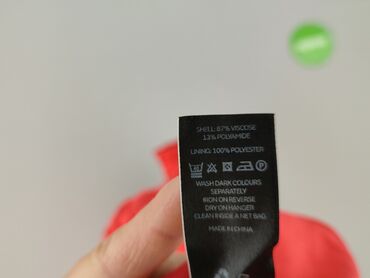 SHELL: 87% VISCOSE
13% POLYAMIDE
LINING: 100% POLYESTER
WASH DARK COLOURS
SEPARATELY
IRON ON REVERSE
DRY ON HANGER
CLEAN INSIDE A NET BAG.
MADE IN CHINA